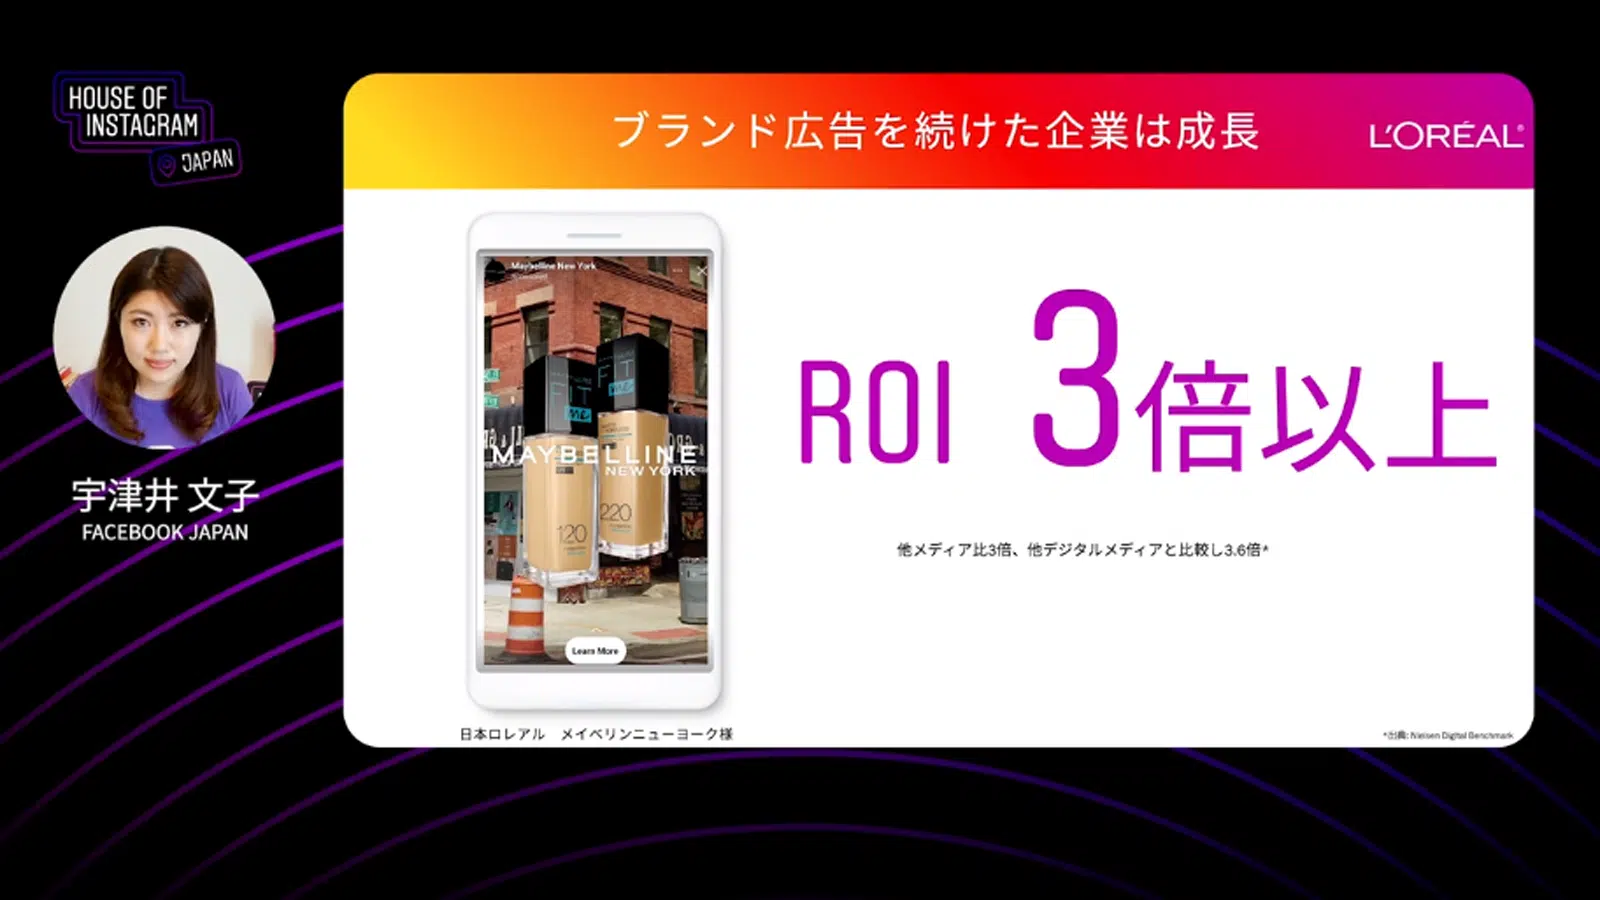 HOUSE OF
INSTAGRAM
JAPAN
宇津井 文子
FACEBOOK JAPAN
ブランド広告を続けた企業は成長
L'ORÉAL
Maybelline New York
FIT
me
FIT
me
MAYBELLINE
NEW YORK
120
220
Learn More
日本ロレアル　メイベリンニューヨーク様
ROI 3倍以上
他メディア比3倍、他デジタルメディアと比較し3.6倍*
*出典: Nielsen Digital Benchmark